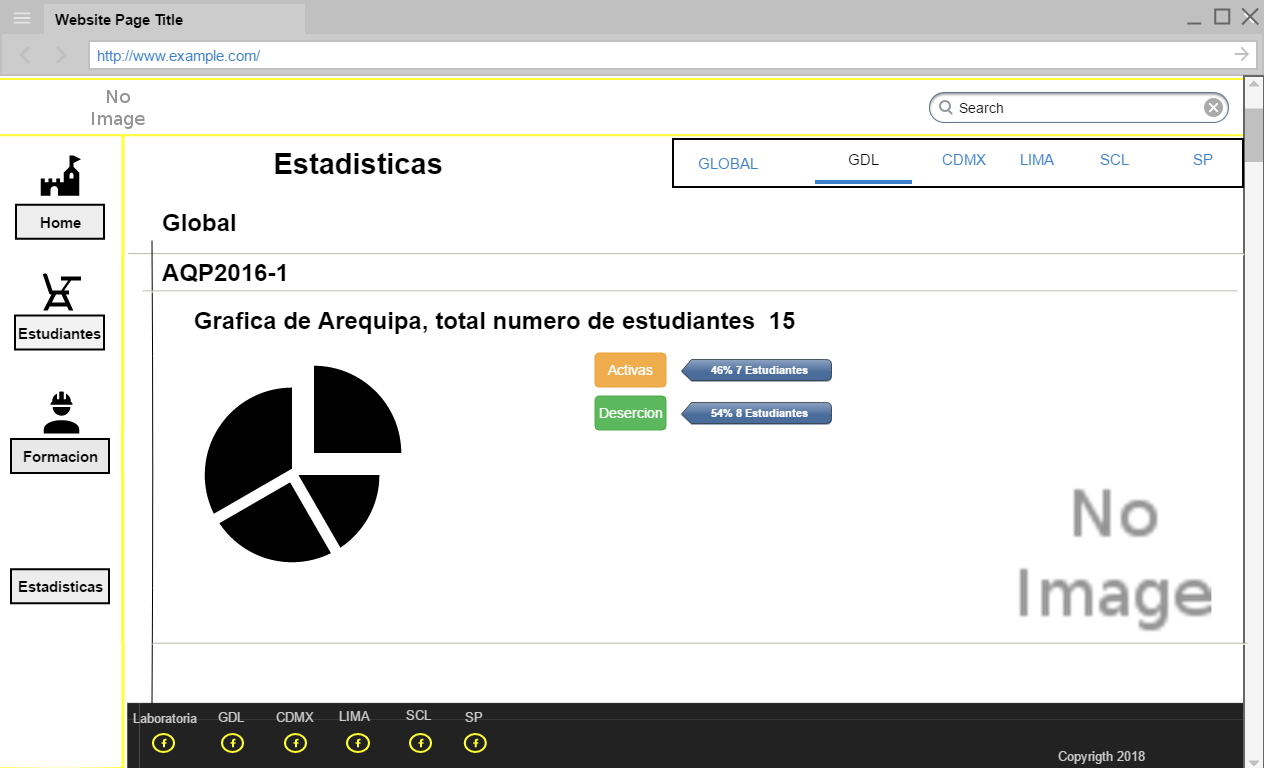 Website Page Title
http://www.example.com/
No
Image
Search
Estadisticas
GLOBAL GDL CDMX LIMA SCL SP
Home
Global
AQP2016-1
Estudiantes
Grafica de Arequipa, total numero de estudiantes 15
Activas 46% 7 Estudiantes
Desercion 54% 8 Estudiantes
Formacion
No
Image
Estadisticas
Laboratoria GDL CDMX LIMA SCL SP
Copyrigth 2018